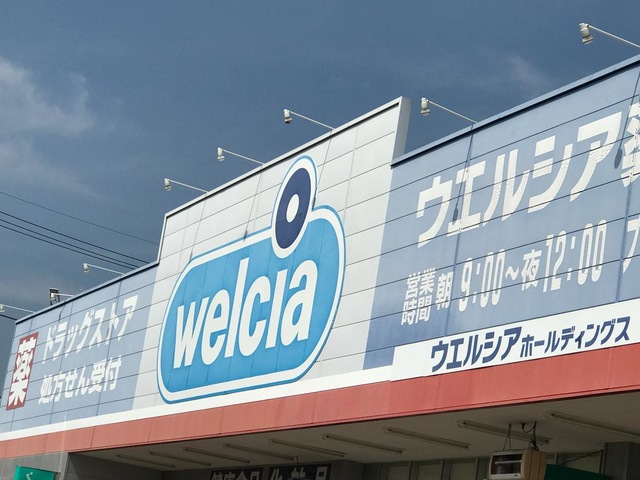 薬
ドラッグストア
処方せん受付
welcia
ウエルシア薬
営業時間 朝9:00～夜12:00
ウエルシアホールディングス